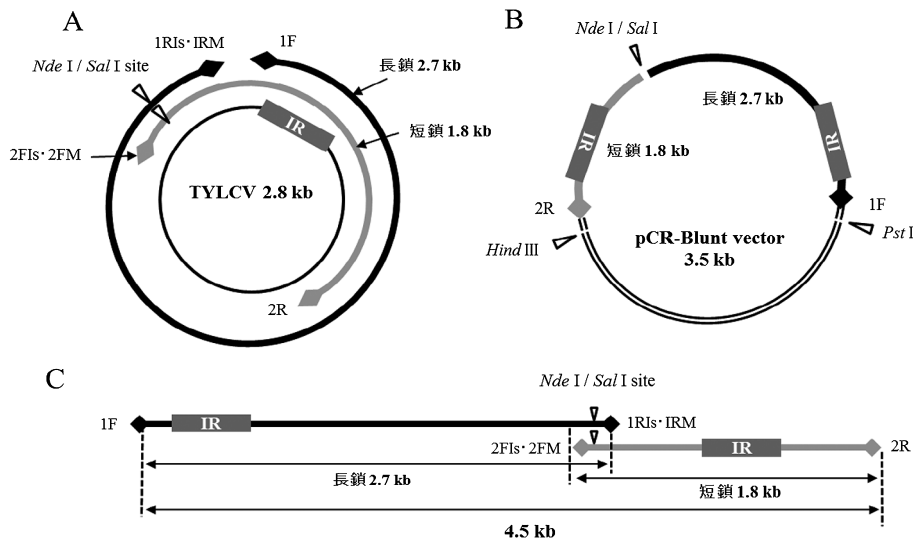 A
1RIs･IRM
1F
Nde I / Sal I site
長鎖 2.7 kb
IR
短鎖 1.8 kb
2FIs･2FM
TYLCV 2.8 kb
2R
B
Nde I / Sal I
長鎖 2.7 kb
IR
IR
短鎖 1.8 kb
2R
1F
Hind III
pCR-Blunt vector
3.5 kb
Pst I
C
Nde I / Sal I site
1F
IR
1RIs･IRM
2FIs･2FM
IR
2R
長鎖 2.7 kb
短鎖 1.8 kb
4.5 kb